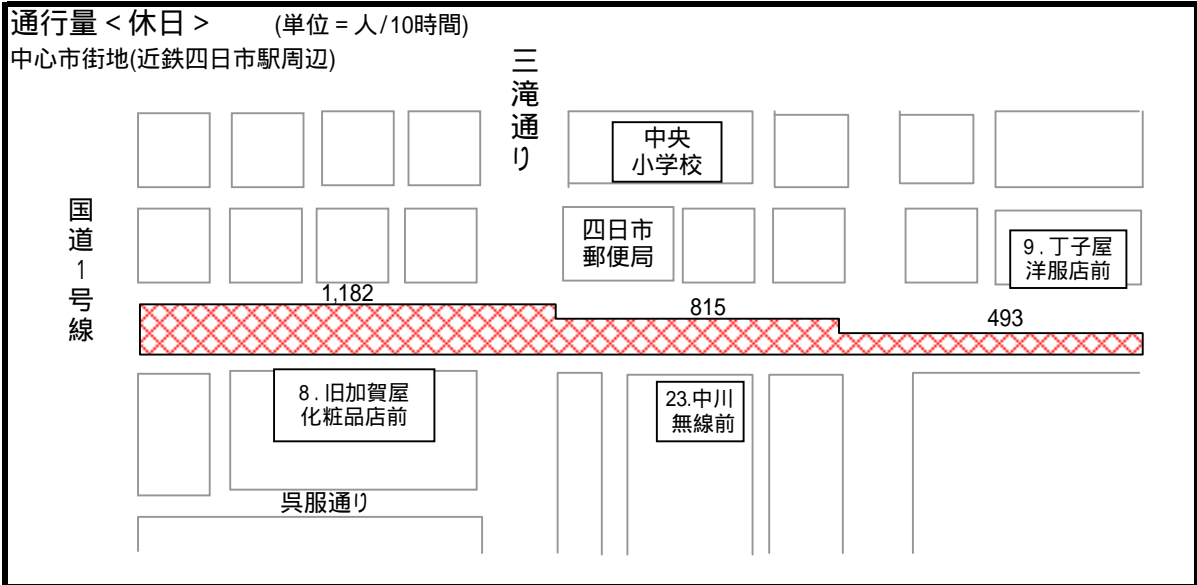 通行量＜休日＞ (単位=人/10時間)
中心市街地(近鉄四日市駅周辺)
三滝通り
中央
小学校
国道1号線
四日市
郵便局
9.丁子屋
洋服店前
1,182
815
493
8.旧加賀屋
化粧品店前
23.中川
無線前
呉服通り